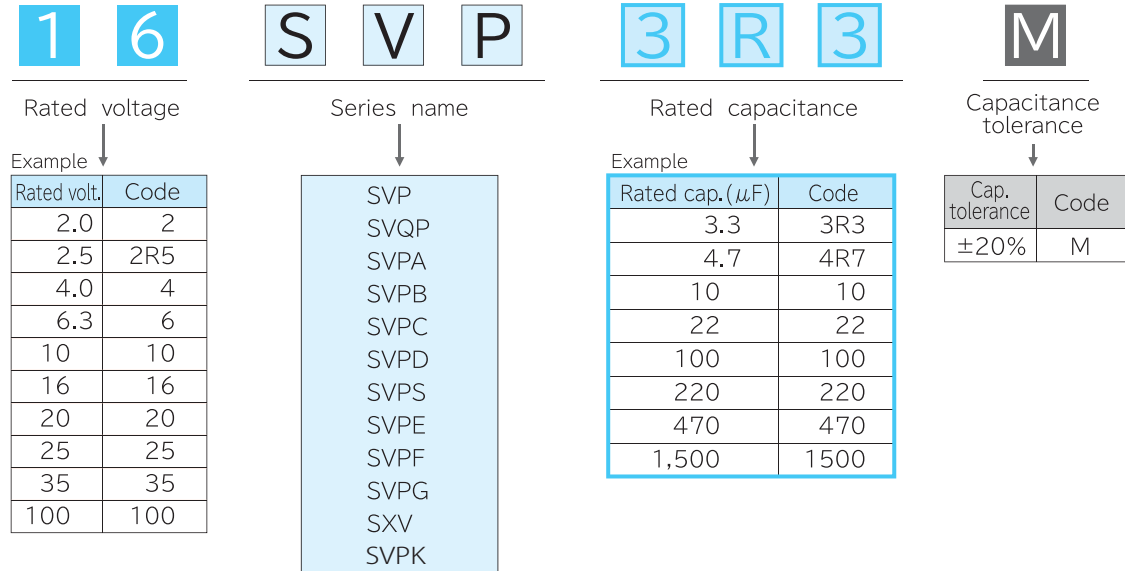 1 6 S V P 3 R 3 M
Rated voltage
Series name
Rated capacitance
Capacitance
tolerance
Example
Rated volt. Code
2.0 2
2.5 2R5
4.0 4
6.3 6
10 10
16 16
20 20
25 25
35 35
100 100
SVP
SVQP
SVPA
SVPB
SVPC
SVPD
SVPS
SVPE
SVPF
SVPG
SXV
SVPK
Example
Rated cap.(μF) Code
3.3 3R3
4.7 4R7
10 10
22 22
100 100
220 220
470 470
1,500 1500
Cap.
tolerance Code
±20% M